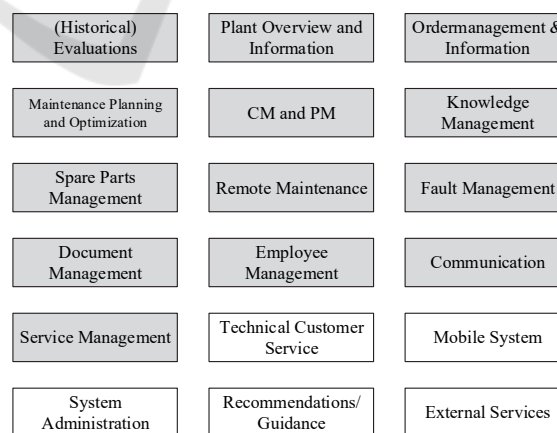 (Historical)
Evaluations
Plant Overview and
Information
Ordermanagement &
Information
Maintenance Planning
and Optimization
CM and PM
Knowledge
Management
Spare Parts
Management
Remote Maintenance
Fault Management
Document
Management
Employee
Management
Communication
Service Management
Technical Customer
Service
Mobile System
System
Administration
Recommendations/
Guidance
External Services